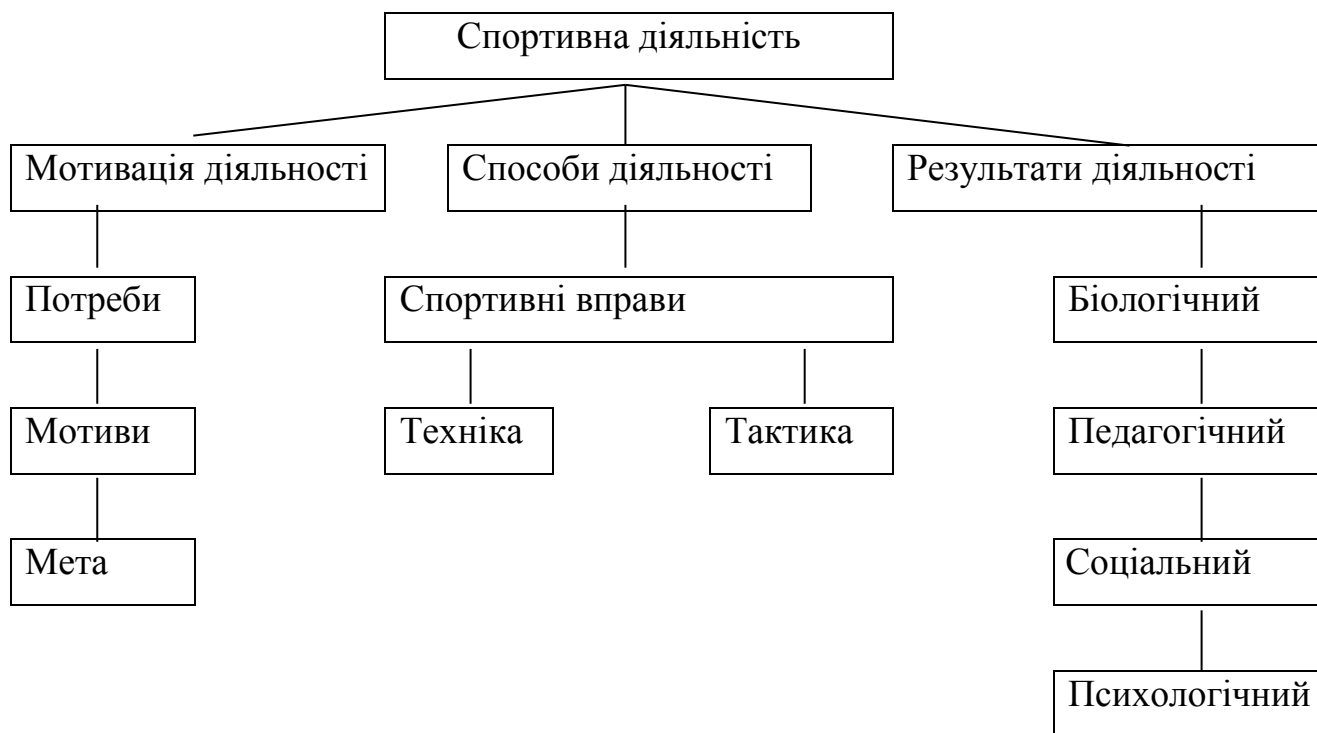 Спортивна діяльність
Мотивація діяльності
Способи діяльності
Результати діяльності
Потреби
Спортивні вправи
Біологічний
Мотиви
Техніка
Тактика
Педагогічний
Мета
Соціальний
Психологічний